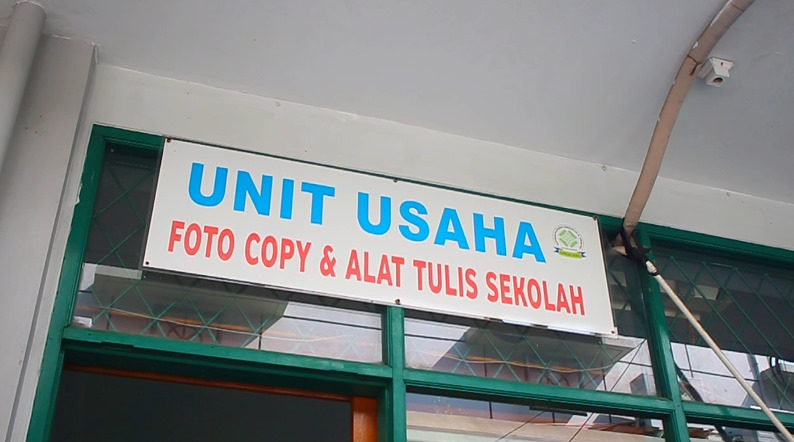 UNIT USAHA
FOTO COPY & ALAT TULIS SEKOLAH